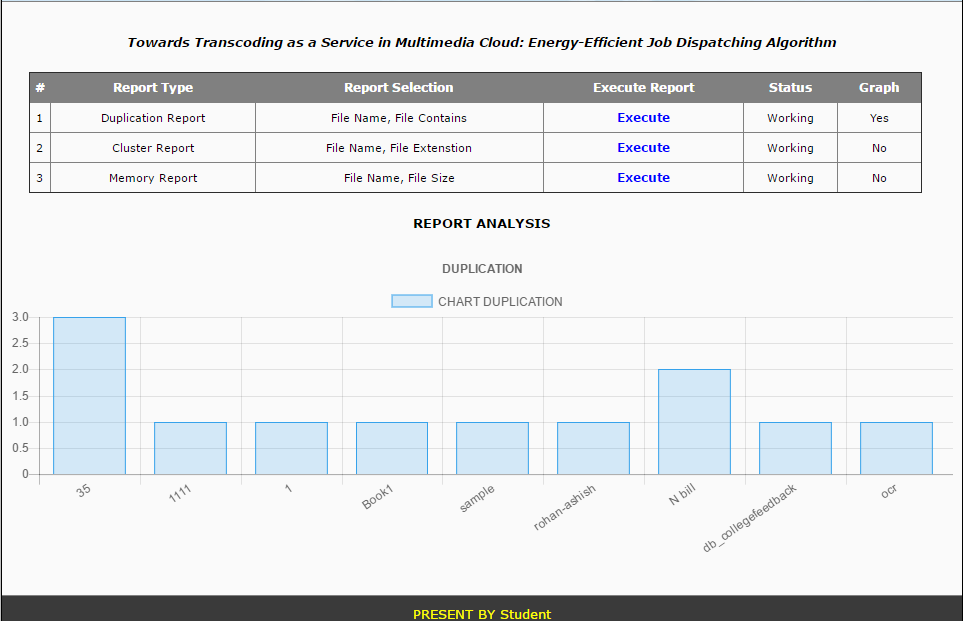 Towards Transcoding as a Service in Multimedia Cloud: Energy-Efficient Job Dispatching Algorithm
# Report Type Report Selection Execute Report Status Graph
1 Duplication Report File Name, File Contains Execute Working Yes
2 Cluster Report File Name, File Extenstion Execute Working No
3 Memory Report File Name, File Size Execute Working No
REPORT ANALYSIS
DUPLICATION
CHART DUPLICATION
3.0
2.5
2.0
1.5
1.0
0.5
0
35 1111 1 Book1 sample rohan-ashish N bill db_collegefeedback ocr
PRESENT BY Student